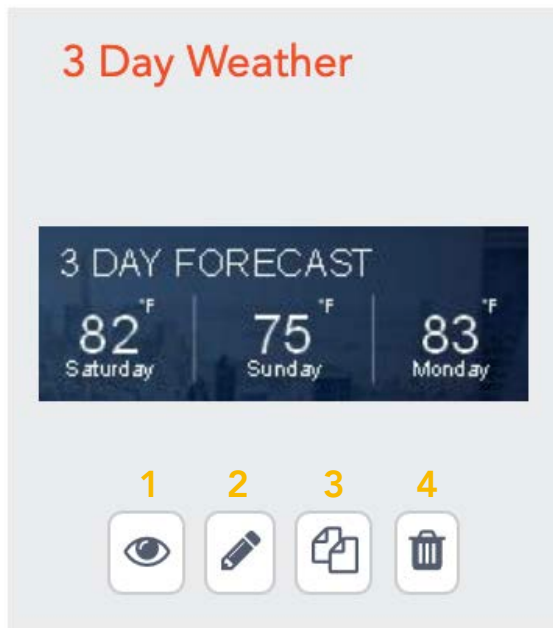 3 Day Weather
3 DAY FORECAST
82°F 75°F 83°F
Saturday Sunday Monday
1 2 3 4